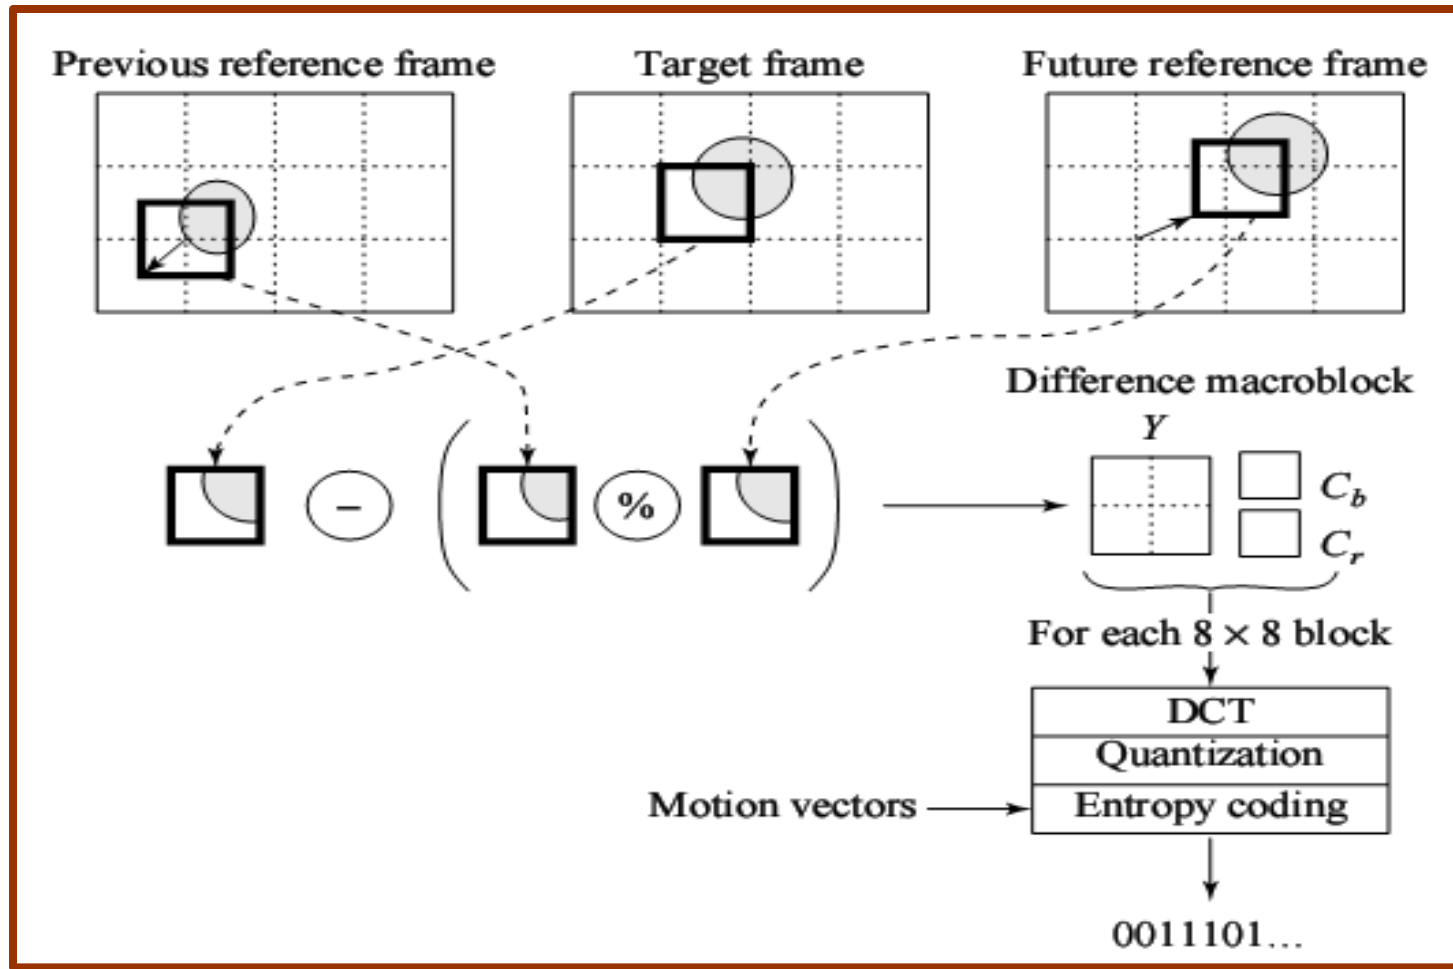 Previous reference frame
Target frame
Future reference frame
Difference macroblock
Y
−
%
C_b
C_r
For each 8 × 8 block
DCT
Quantization
Motion vectors
Entropy coding
0011101…